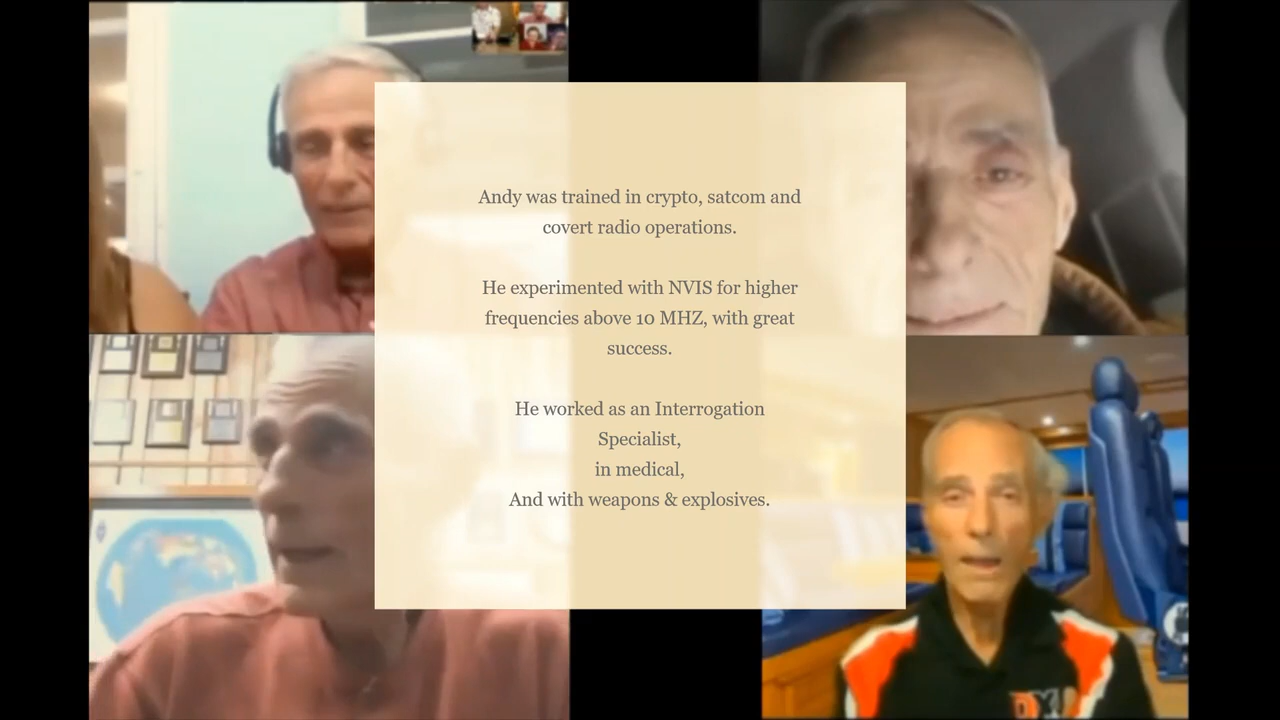 Andy was trained in crypto, satcom and
covert radio operations.
He experimented with NVIS for higher
frequencies above 10 MHZ, with great
success.
He worked as an Interrogation
Specialist,
in medical,
And with weapons & explosives.